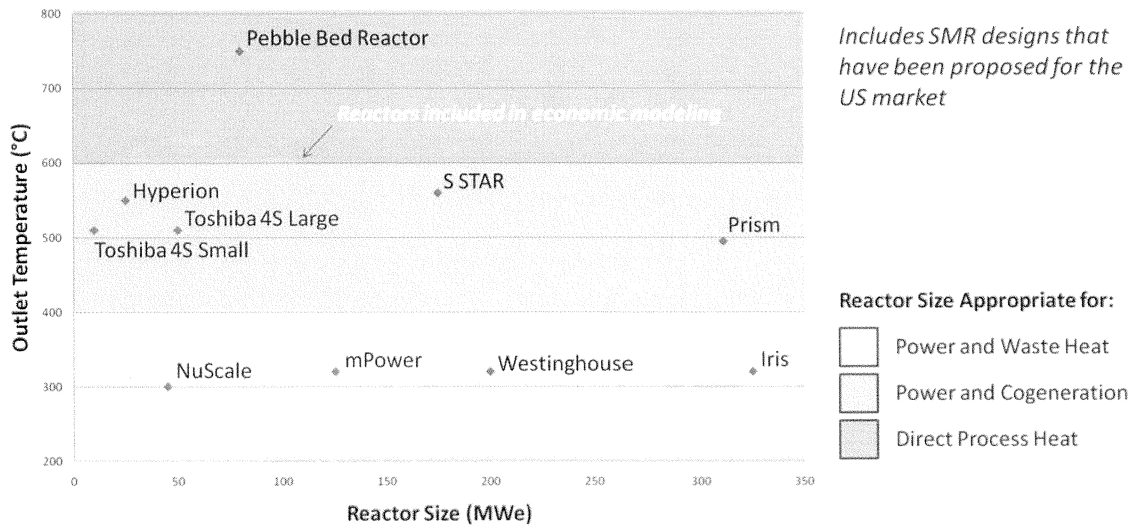 800
700
600
500
400
300
200
Outlet Temperature (°C)
Pebble Bed Reactor
Reactors included in economic modeling
Hyperion
S STAR
Toshiba 4S Large
Prism
Toshiba 4S Small
NuScale
mPower
Westinghouse
Iris
0
50
100
150
200
250
300
350
Reactor Size (MWe)
Includes SMR designs that
have been proposed for the
US market
Reactor Size Appropriate for:
Power and Waste Heat
Power and Cogeneration
Direct Process Heat